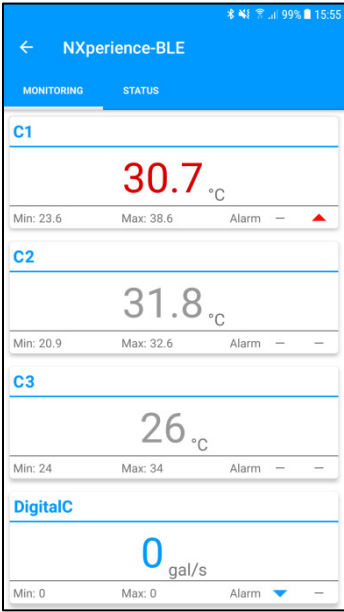 99% 15:55
← NXperience-BLE
MONITORING STATUS
C1
30.7 °C
Min: 23.6 Max: 38.6 Alarm — ▲
C2
31.8 °C
Min: 20.9 Max: 32.6 Alarm — —
C3
26 °C
Min: 24 Max: 34 Alarm — —
DigitalC
0 gal/s
Min: 0 Max: 0 Alarm ▼ —